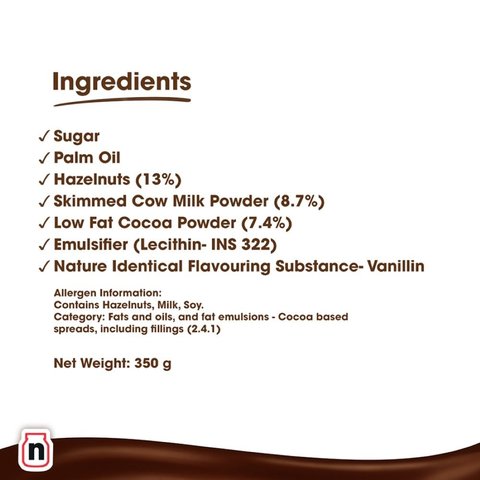 Ingredients
✓ Sugar
✓ Palm Oil
✓ Hazelnuts (13%)
✓ Skimmed Cow Milk Powder (8.7%)
✓ Low Fat Cocoa Powder (7.4%)
✓ Emulsifier (Lecithin- INS 322)
✓ Nature Identical Flavouring Substance- Vanillin
Allergen Information:
Contains Hazelnuts, Milk, Soy.
Category: Fats and oils, and fat emulsions - Cocoa based
spreads, including fillings (2.4.1)
Net Weight: 350 g
n